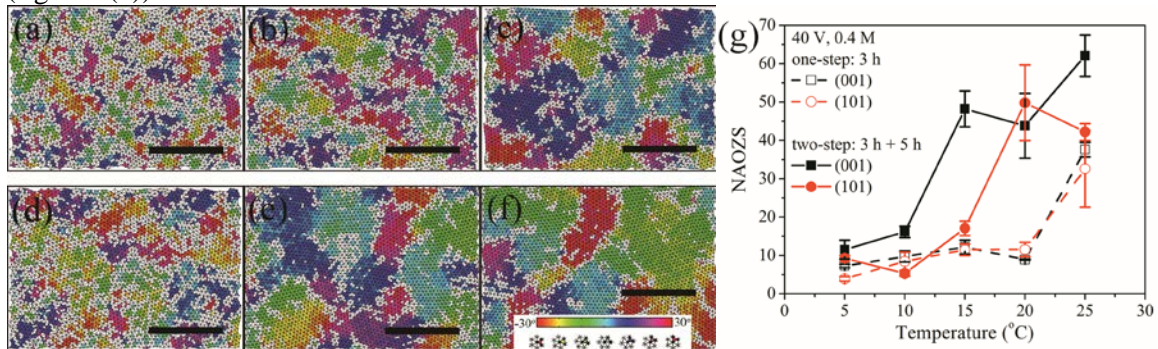 (a)
(b)
(c)
(d)
(e)
(f)
-30° 30°
(g)
40 V, 0.4 M
one-step: 3 h
(001)
(101)
two-step: 3 h + 5 h
(001)
(101)
NAOZS
70
60
50
40
30
20
10
0
0 5 10 15 20 25 30
Temperature (°C)